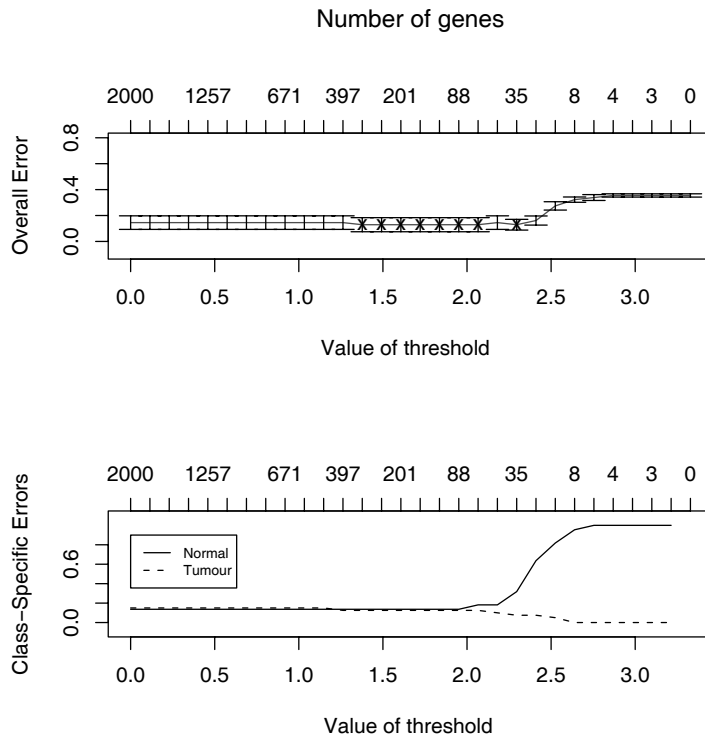 Number of genes
2000 1257 671 397 201 88 35 8 4 3 0
Overall Error
0.0 0.4 0.8
0.0 0.5 1.0 1.5 2.0 2.5 3.0
Value of threshold
2000 1257 671 397 201 88 35 8 4 3 0
Class−Specific Errors
0.0 0.6
Normal
Tumour
0.0 0.5 1.0 1.5 2.0 2.5 3.0
Value of threshold